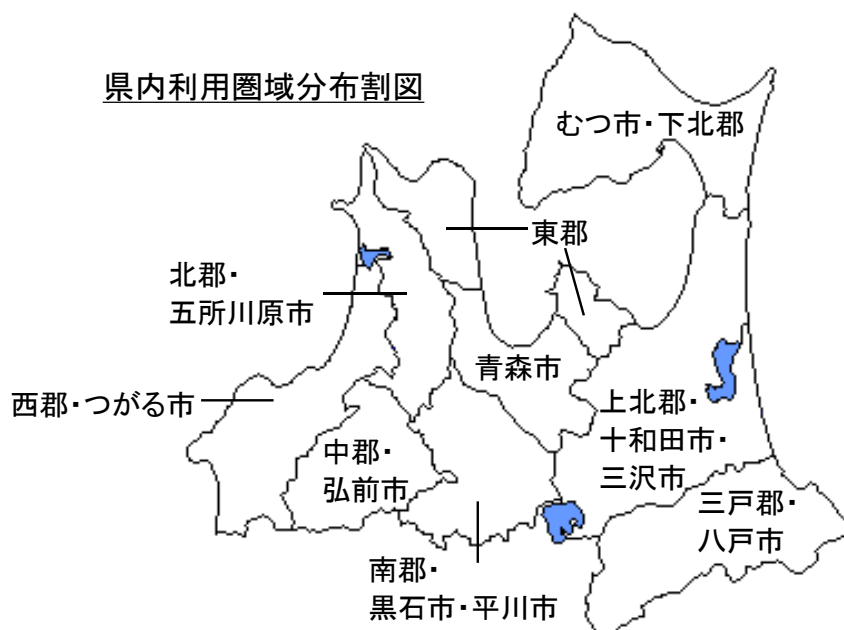 県内利用圏域分布割図
むつ市・下北郡
東郡
北郡・
五所川原市
青森市
西郡・つがる市
上北郡・
十和田市・
三沢市
中郡・
弘前市
三戸郡・
八戸市
南郡・
黒石市・平川市